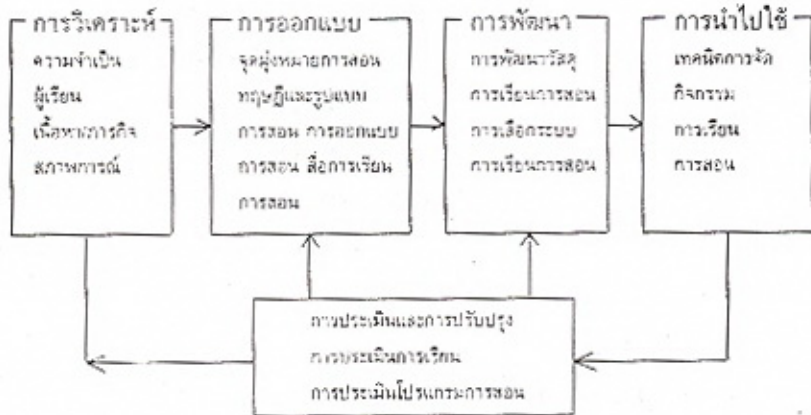 การวิเคราะห์
ความจำเป็น
ผู้เรียน
เนื้อหา/ภารกิจ
สภาพการณ์
การออกแบบ
จุดมุ่งหมายการสอน
ทฤษฎีและรูปแบบ
การสอน การออกแบบ
การสอน สื่อการเรียน
การสอน
การพัฒนา
การพัฒนาวัสดุ
การเรียนการสอน
การเลือกระบบ
การเรียนการสอน
การนำไปใช้
เทคนิคการจัด
กิจกรรม
การเรียน
การสอน
การประเมินและการปรับปรุง
การประเมินการเรียน
การประเมินโปรแกรมการสอน